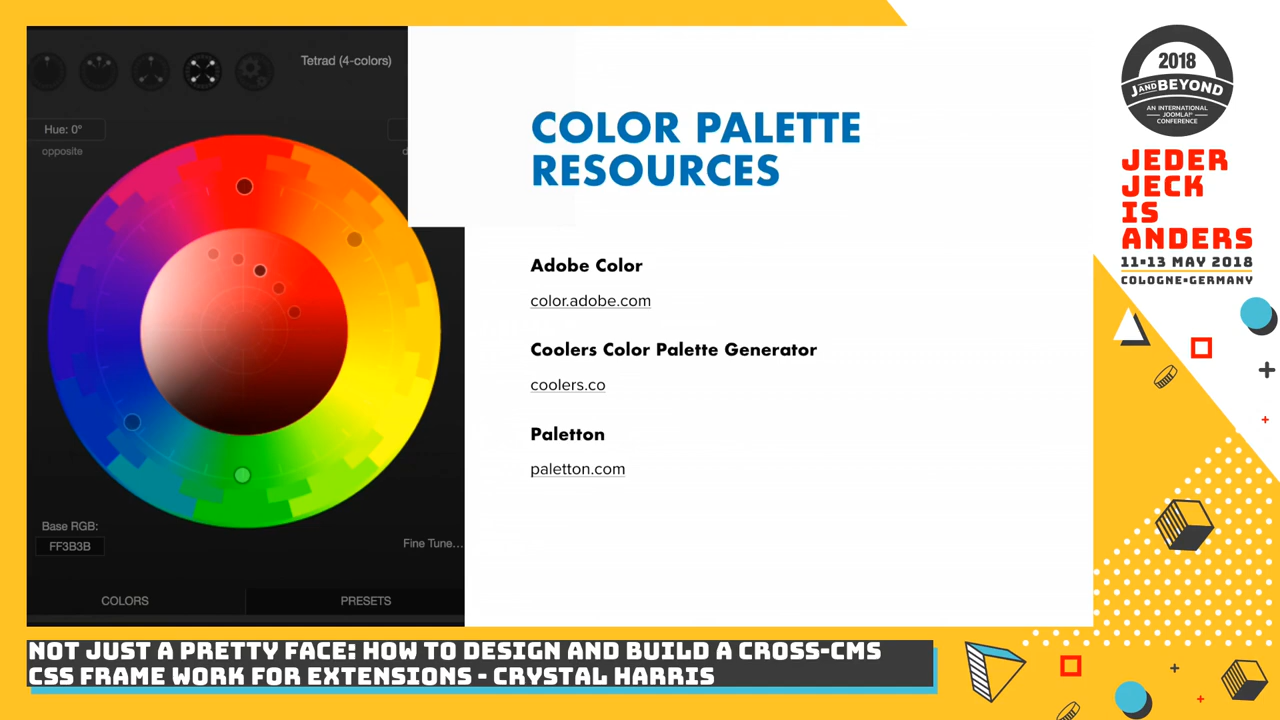 Tetrad (4-colors)
Hue: 0°
opposite
d
Base RGB:
FF3B3B
Fine Tune...
COLORS
PRESETS
COLOR PALETTE
RESOURCES
Adobe Color
color.adobe.com
Coolers Color Palette Generator
coolers.co
Paletton
paletton.com
2018
J AND BEYOND
AN INTERNATIONAL
JOOMLA!®
CONFERENCE
JEDER
JECK
IS
ANDERS
11▪13 MAY 2018
COLOGNE▪GERMANY
NOT JUST A PRETTY FACE: HOW TO DESIGN AND BUILD A CROSS-CMS
CSS FRAME WORK FOR EXTENSIONS - CRYSTAL HARRIS